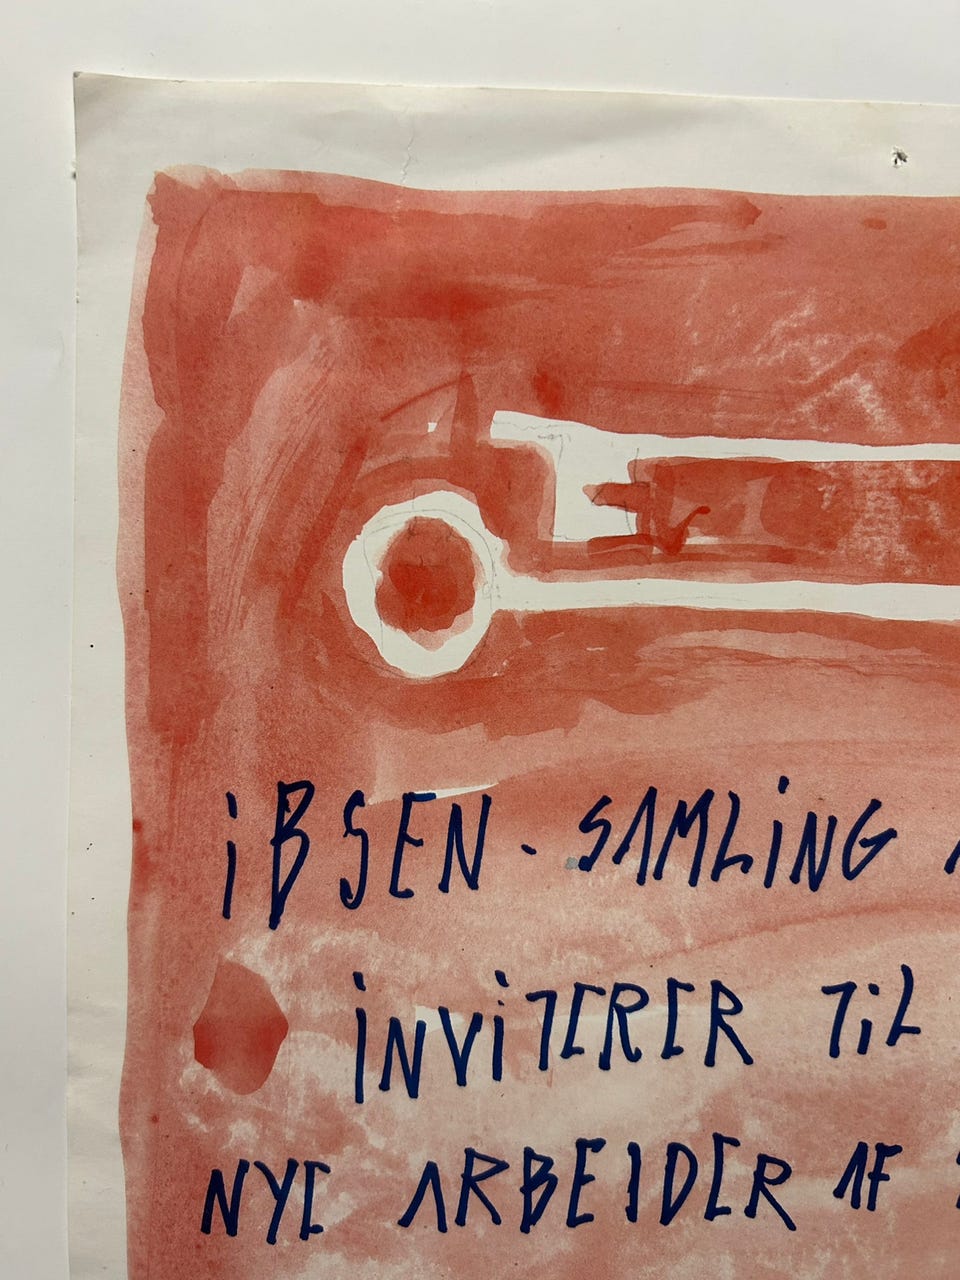 iBSEN-SAMLiNG
iNViTERER TiL
NYE ARBEIDER AF